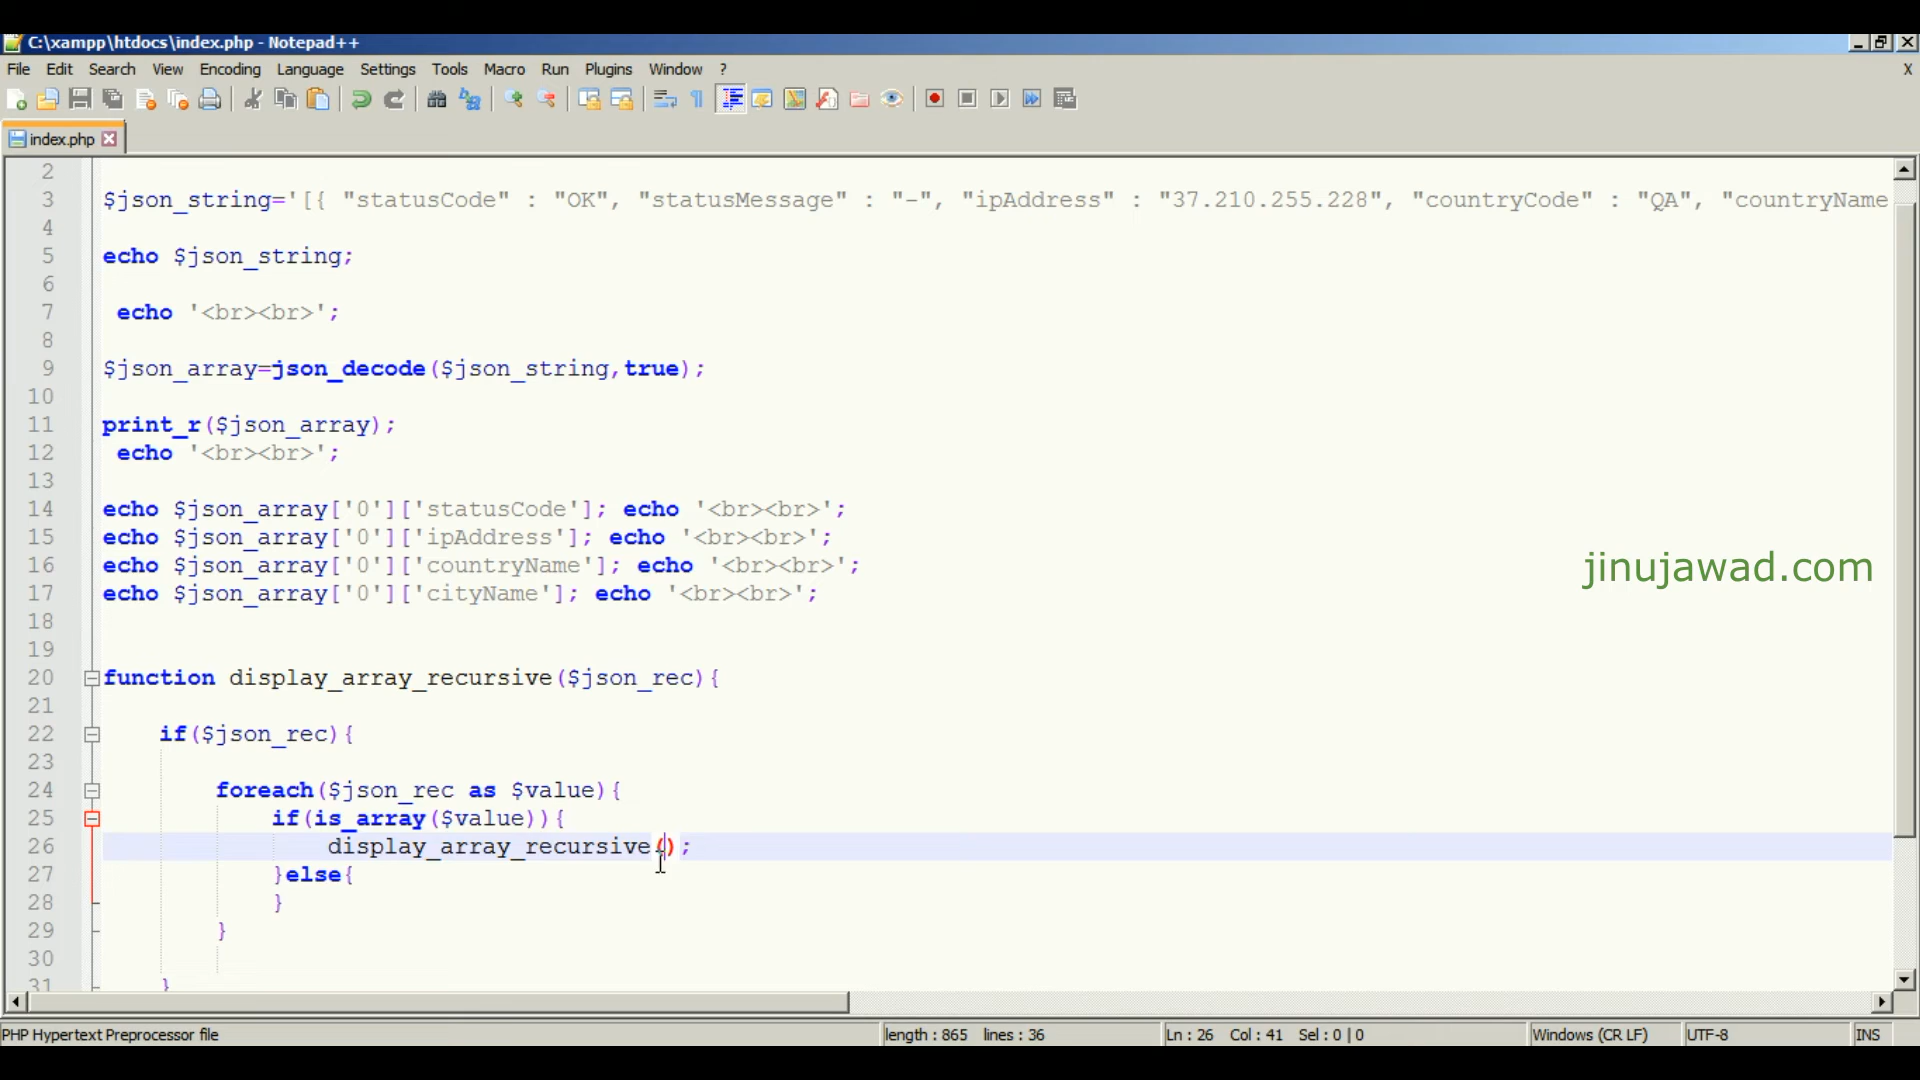 C:\xampp\htdocs\index.php - Notepad++
File Edit Search View Encoding Language Settings Tools Macro Run Plugins Window ? X
index.php
2
3 $json_string='[{ "statusCode" : "OK", "statusMessage" : "-", "ipAddress" : "37.210.255.228", "countryCode" : "QA", "countryName
4
5 echo $json_string;
6
7 echo '<br><br>';
8
9 $json_array=json_decode($json_string,true);
10
11 print_r($json_array);
12 echo '<br><br>';
13
14 echo $json_array['0']['statusCode']; echo '<br><br>';
15 echo $json_array['0']['ipAddress']; echo '<br><br>';
16 echo $json_array['0']['countryName']; echo '<br><br>';
17 echo $json_array['0']['cityName']; echo '<br><br>';
18
19
20 function display_array_recursive($json_rec){
21
22 if($json_rec){
23
24 foreach($json_rec as $value){
25 if(is_array($value)){
26 display_array_recursive();
27 }else{
28 }
29 }
30
31 }
jinujawad.com
PHP Hypertext Preprocessor file length : 865 lines : 36 Ln : 26 Col : 41 Sel : 0 | 0 Windows (CR LF) UTF-8 INS